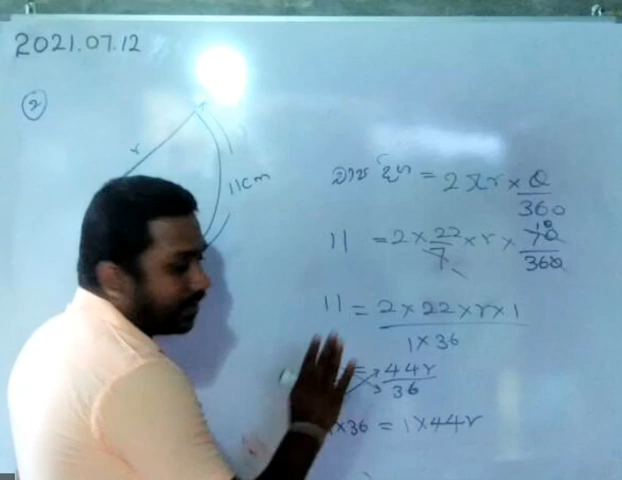 2021.07.12
2
r
11cm
චාප දිග = 2πr × θ/360
11 = 2 × 22/7 × r × 70/360
11 = 2×22×r×1/1×36
= 44r/36
×36 = 1×44r